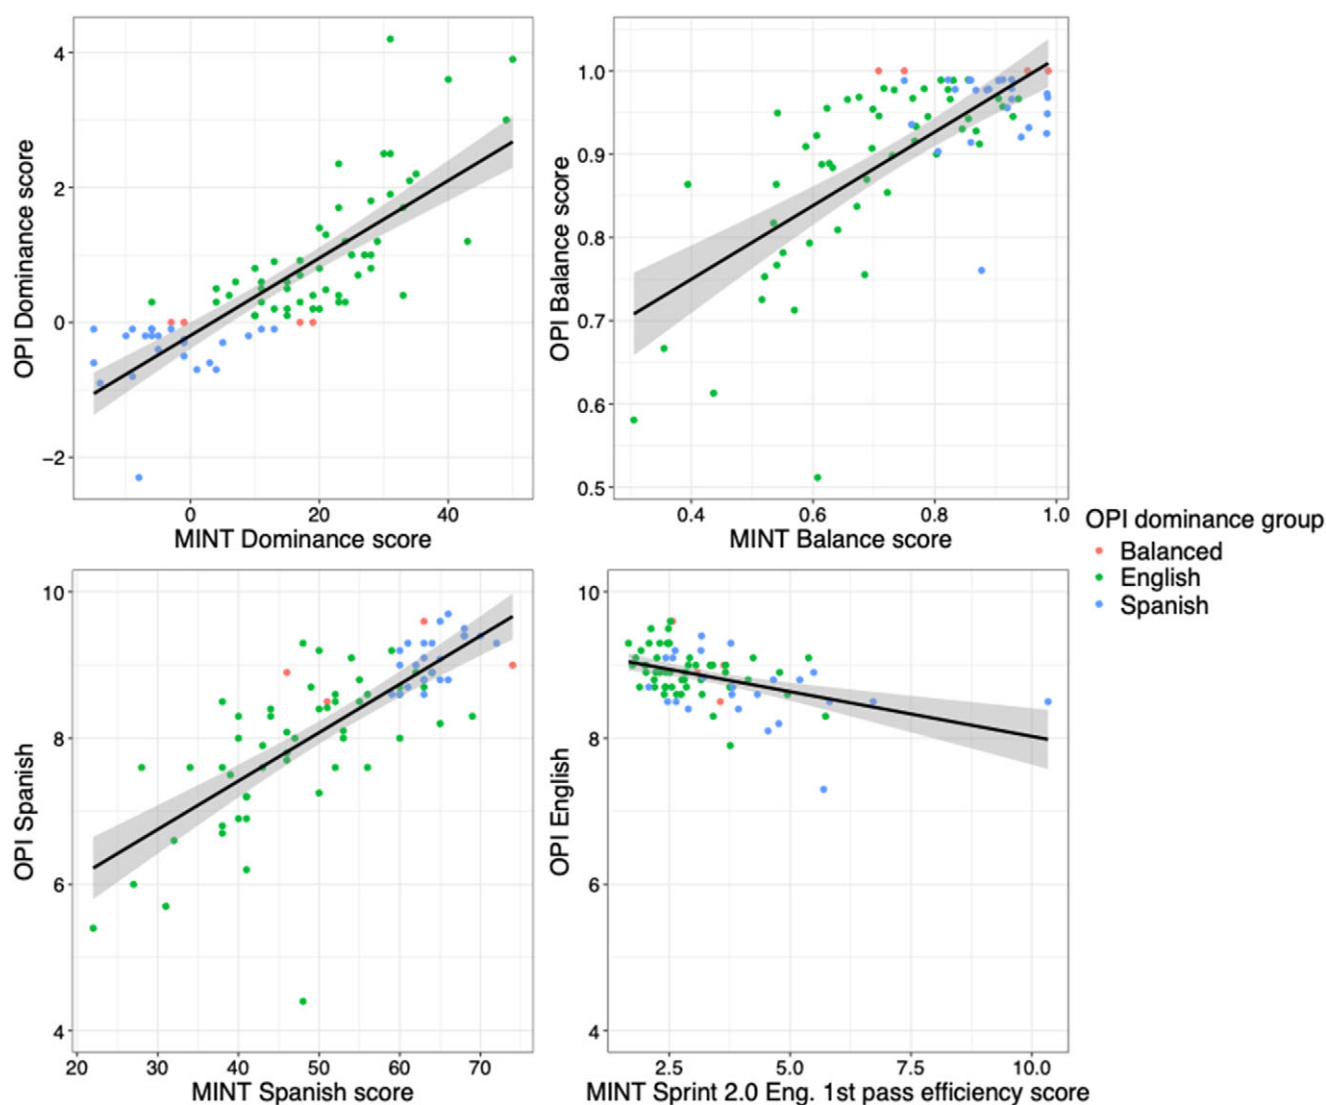 OPI Dominance score
4
2
0
−2
0
20
40
MINT Dominance score
OPI Balance score
1.0
0.9
0.8
0.7
0.6
0.5
0.4
0.6
0.8
1.0
MINT Balance score
OPI Spanish
10
8
6
4
20
30
40
50
60
70
MINT Spanish score
OPI English
10
8
6
4
2.5
5.0
7.5
10.0
MINT Sprint 2.0 Eng. 1st pass efficiency score
OPI dominance group
Balanced
English
Spanish